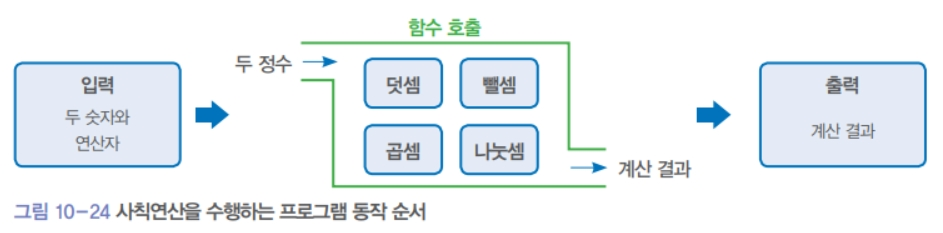 함수 호출
입력
두 숫자와
연산자
두 정수
덧셈
뺄셈
곱셈
나눗셈
계산 결과
출력
계산 결과
그림 10-24 사칙연산을 수행하는 프로그램 동작 순서